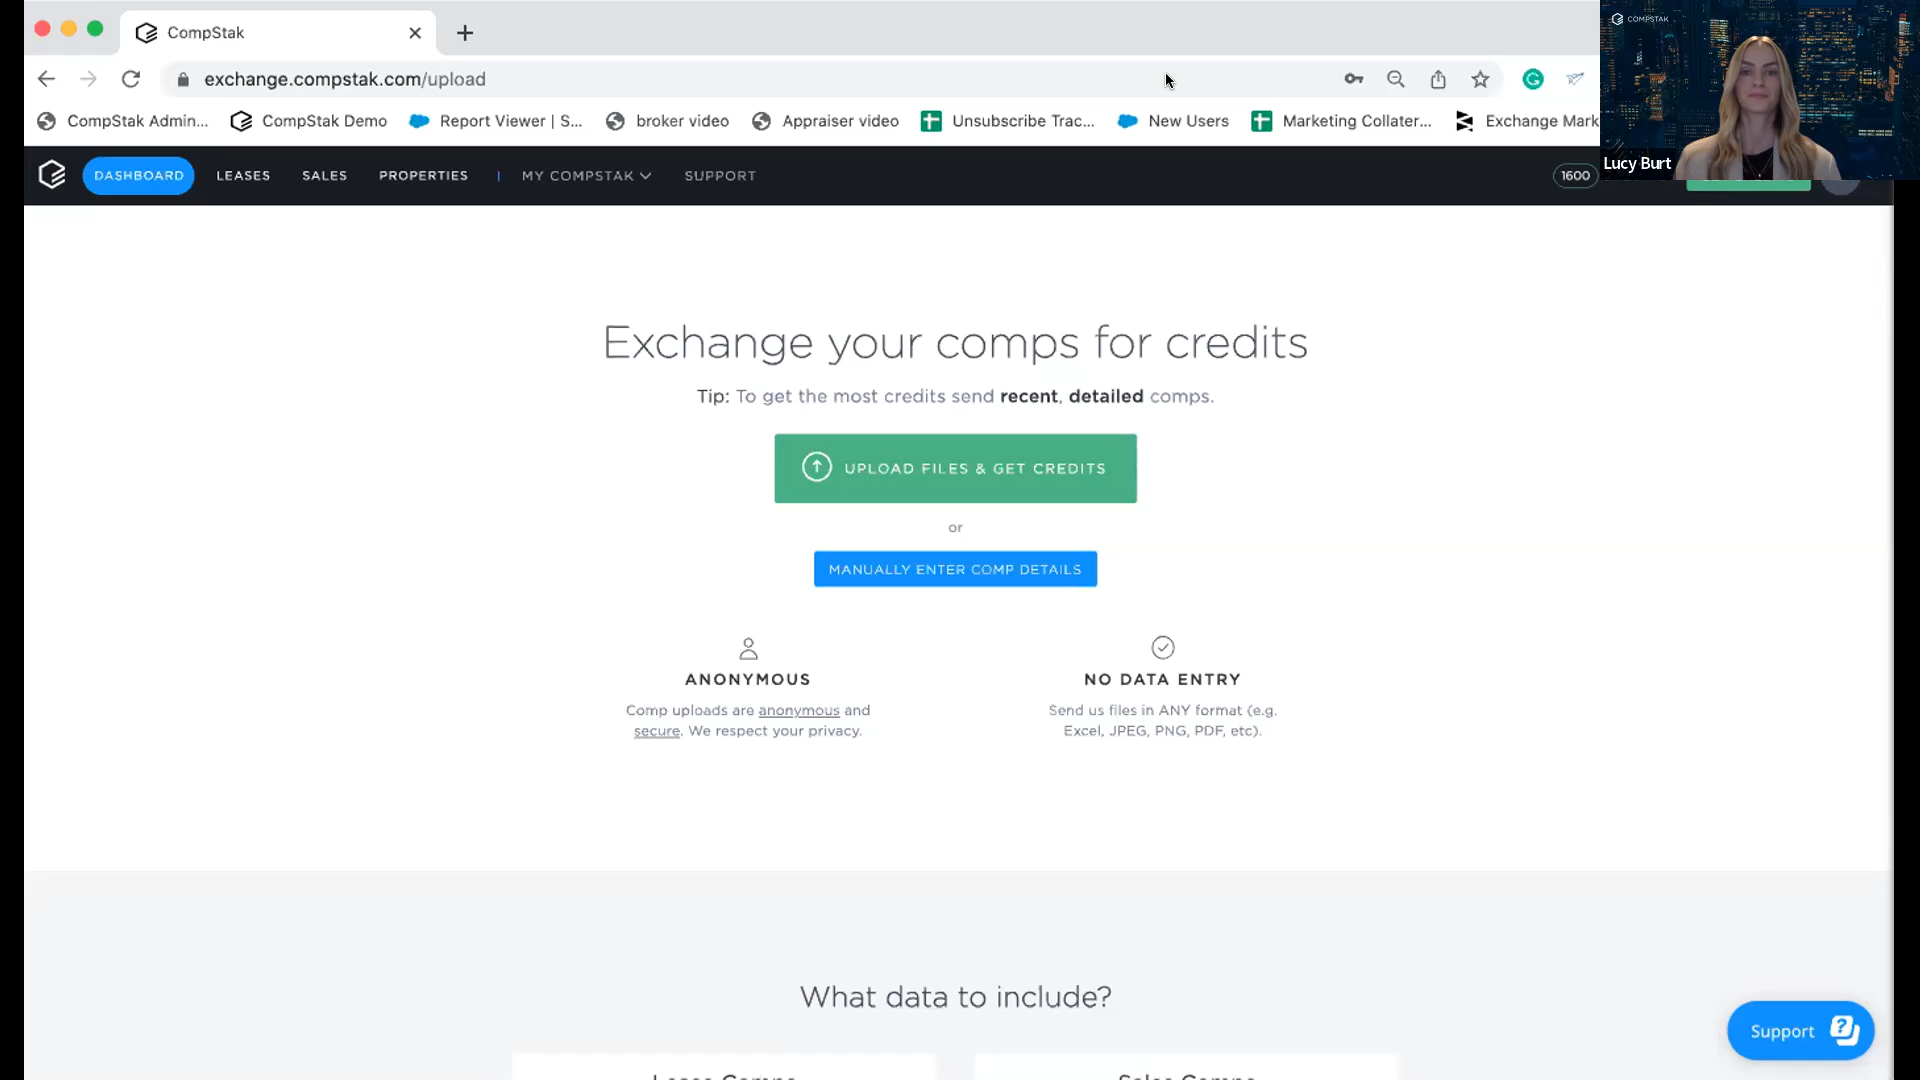 CompStak
exchange.compstak.com/upload
COMPSTAK
CompStak Admin...
CompStak Demo
Report Viewer | S...
broker video
Appraiser video
Unsubscribe Trac...
New Users
Marketing Collater...
Exchange Mark
Lucy Burt
DASHBOARD
LEASES
SALES
PROPERTIES
|
MY COMPSTAK
SUPPORT
1600
Exchange your comps for credits
Tip: To get the most credits send recent, detailed comps.
UPLOAD FILES & GET CREDITS
or
MANUALLY ENTER COMP DETAILS
ANONYMOUS
Comp uploads are anonymous and
secure. We respect your privacy.
NO DATA ENTRY
Send us files in ANY format (e.g.
Excel, JPEG, PNG, PDF, etc).
What data to include?
Lease Comps
Sales Comps
Support